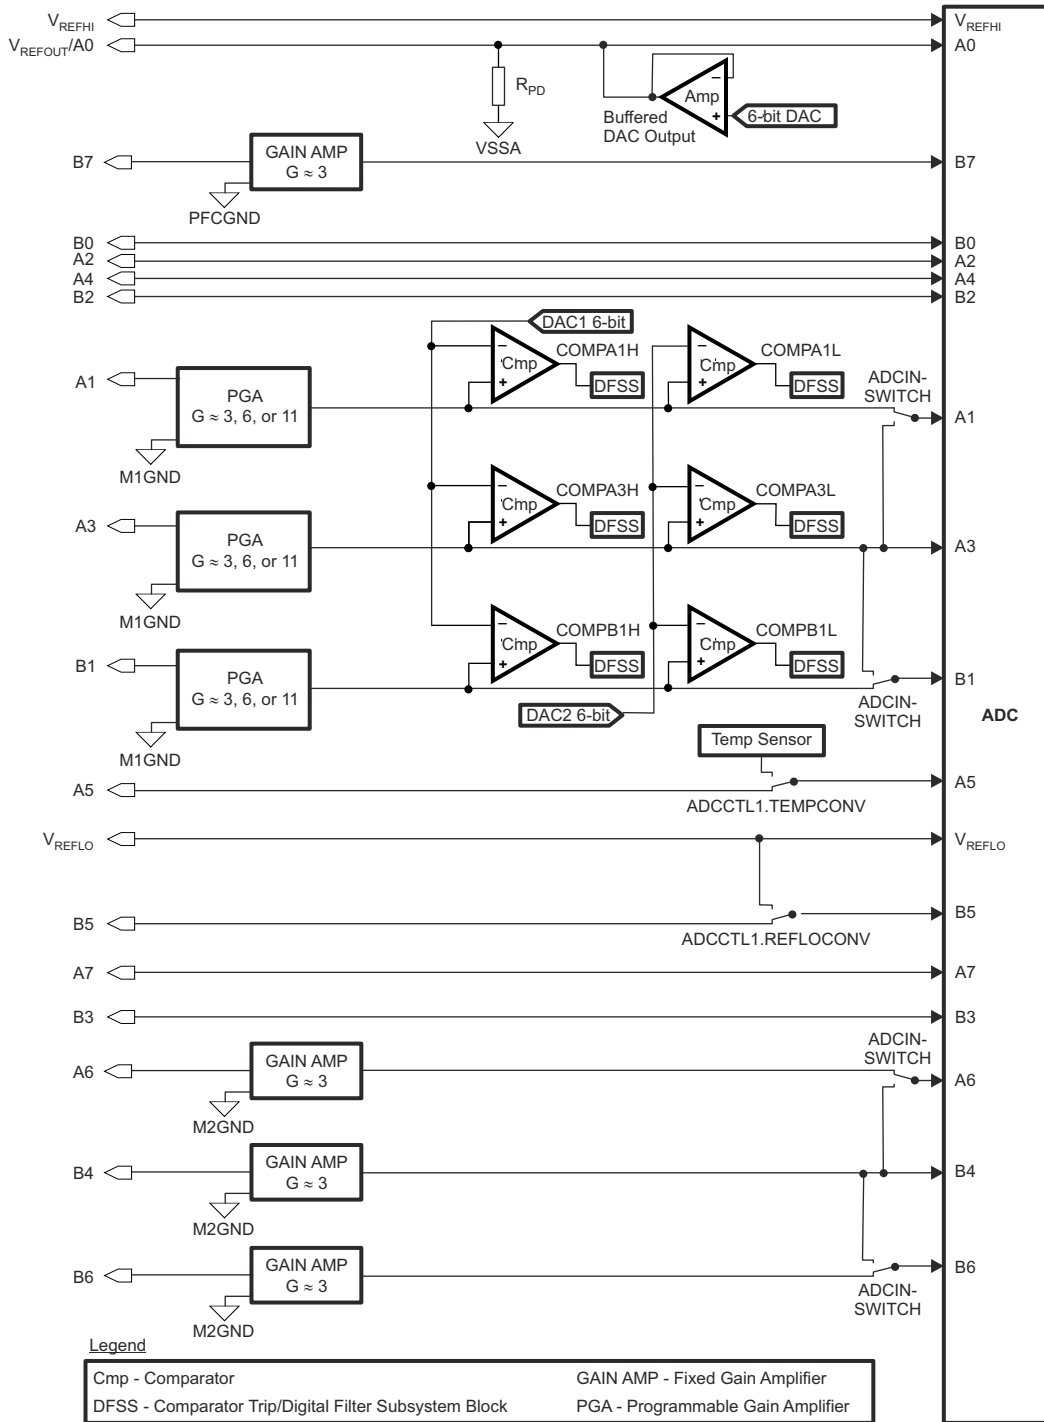 VREFHI
VREFHI
VREFOUT/A0
A0
RPD
Amp
6-bit DAC
Buffered
DAC Output
VSSA
B7
GAIN AMP
G ≈ 3
B7
PFCGND
B0
B0
A2
A2
A4
A4
B2
B2
DAC1 6-bit
COMPA1H
COMPA1L
Cmp
Cmp
DFSS
DFSS
A1
PGA
G ≈ 3, 6, or 11
ADCIN-
SWITCH
A1
M1GND
COMPA3H
COMPA3L
Cmp
Cmp
DFSS
DFSS
A3
PGA
G ≈ 3, 6, or 11
A3
M1GND
COMPB1H
COMPB1L
Cmp
Cmp
DFSS
DFSS
B1
PGA
G ≈ 3, 6, or 11
B1
ADCIN-
SWITCH
DAC2 6-bit
ADC
M1GND
Temp Sensor
A5
A5
ADCCTL1.TEMPCONV
VREFLO
VREFLO
B5
B5
ADCCTL1.REFLOCONV
A7
A7
B3
B3
ADCIN-
SWITCH
A6
GAIN AMP
G ≈ 3
A6
M2GND
B4
GAIN AMP
G ≈ 3
B4
M2GND
B6
GAIN AMP
G ≈ 3
B6
ADCIN-
SWITCH
M2GND
Legend
Cmp - Comparator
GAIN AMP - Fixed Gain Amplifier
DFSS - Comparator Trip/Digital Filter Subsystem Block
PGA - Programmable Gain Amplifier